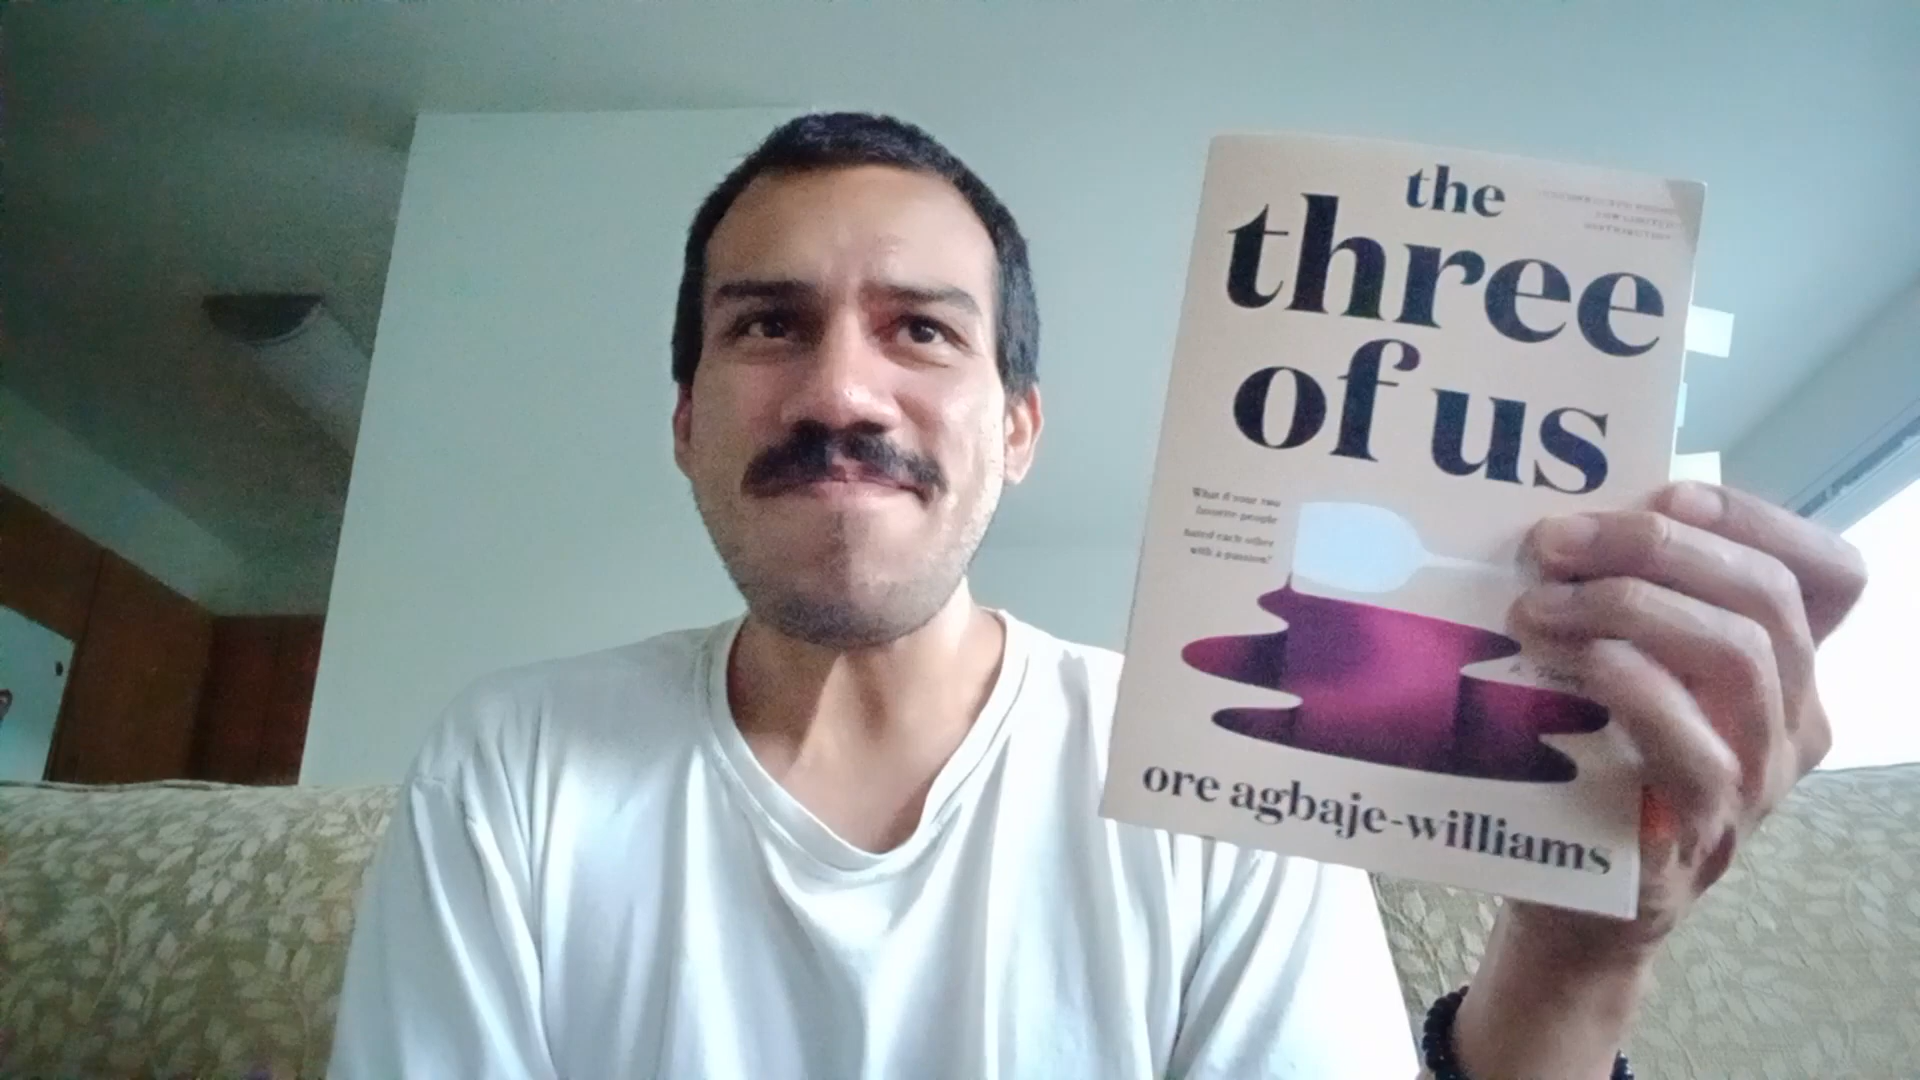 the
three
of us
What if your two
favorite people
hated each other
with a passion?
ore agbaje-williams